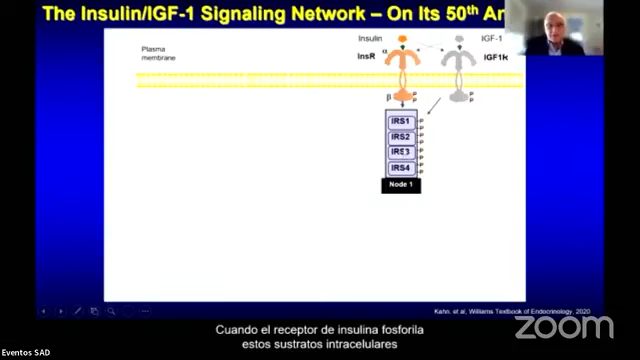 The Insulin/IGF-1 Signaling Network – On Its 50th An
Insulin
IGF-1
Plasma
membrane
InsR
α
IGF1R
β
P
P
P
P
IRS1
IRS2
IRS3
IRS4
P
P
P
P
P
P
P
P
Node 1
Kahn, et al, Williams Textbook of Endocrinology, 2020
Cuando el receptor de insulina fosforila
estos sustratos intracelulares
zoom
Eventos SAD